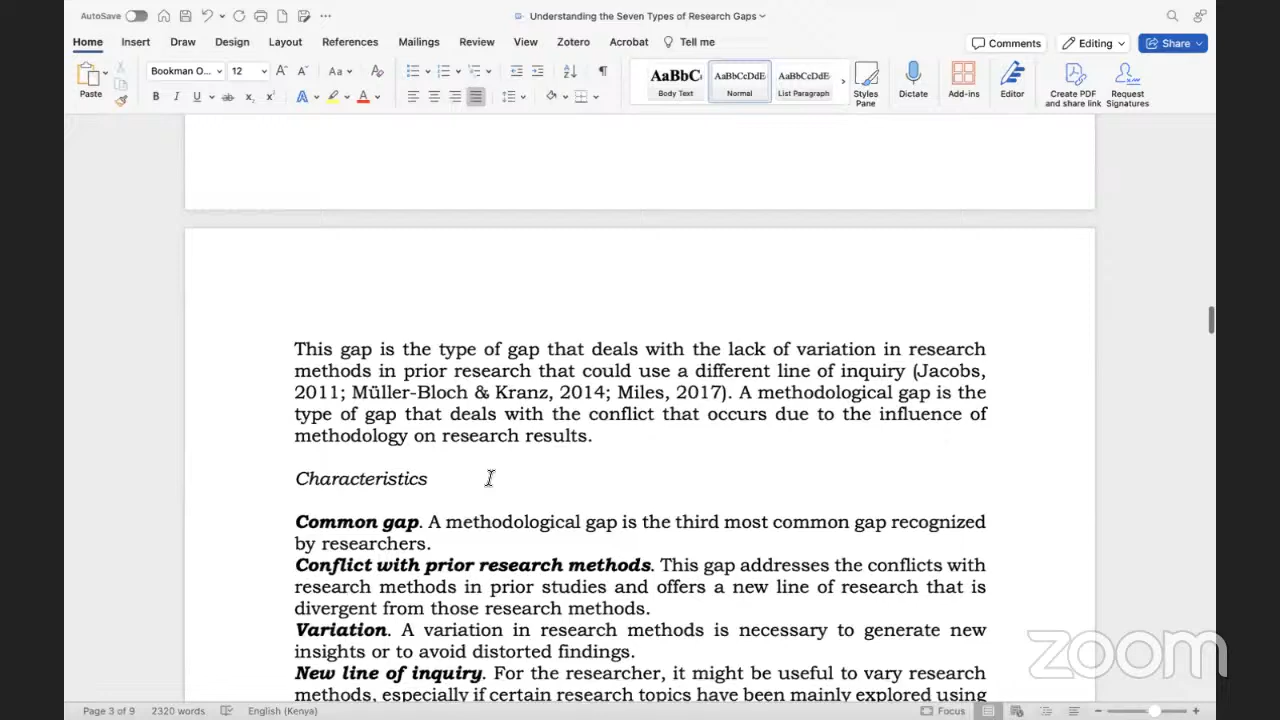 AutoSave
Understanding the Seven Types of Research Gaps
Home Insert Draw Design Layout References Mailings Review View Zotero Acrobat Tell me
Comments Editing Share
Paste
Bookman O... 12
AaBbC AaBbCcDdE AaBbCcDdE
Body Text Normal List Paragraph
Styles Pane
Dictate
Add-ins
Editor
Create PDF and share link
Request Signatures
This gap is the type of gap that deals with the lack of variation in research
methods in prior research that could use a different line of inquiry (Jacobs,
2011; Müller-Bloch & Kranz, 2014; Miles, 2017). A methodological gap is the
type of gap that deals with the conflict that occurs due to the influence of
methodology on research results.
Characteristics
Common gap. A methodological gap is the third most common gap recognized
by researchers.
Conflict with prior research methods. This gap addresses the conflicts with
research methods in prior studies and offers a new line of research that is
divergent from those research methods.
Variation. A variation in research methods is necessary to generate new
insights or to avoid distorted findings.
New line of inquiry. For the researcher, it might be useful to vary research
methods, especially if certain research topics have been mainly explored using
zoom
Page 3 of 9 2320 words English (Kenya) Focus